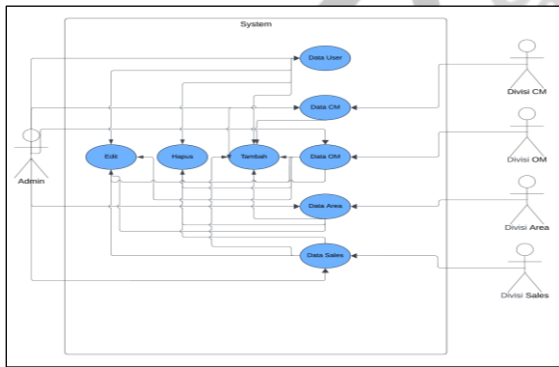 System
Data User
Divisi CM
Data CM
Divisi OM
Admin
Edit
Hapus
Tambah
Data OM
Data Area
Divisi Area
Data Sales
Divisi Sales